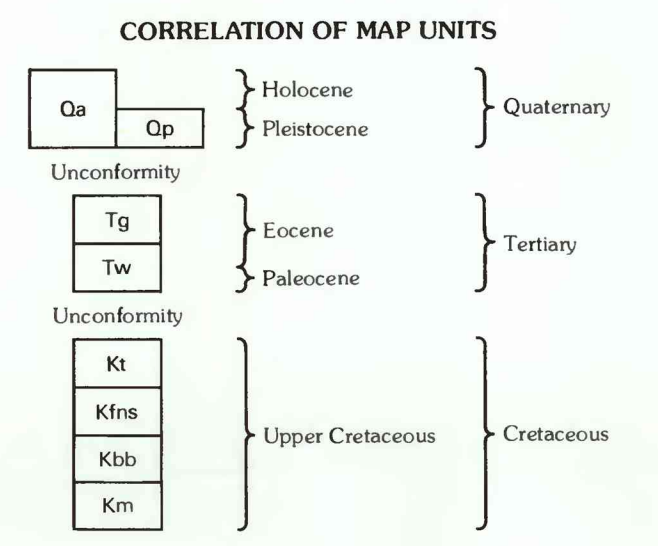 CORRELATION OF MAP UNITS
Qa
Qp
Holocene
Pleistocene
Quaternary
Unconformity
Tg
Tw
Eocene
Paleocene
Tertiary
Unconformity
Kt
Kfns
Kbb
Km
Upper Cretaceous
Cretaceous